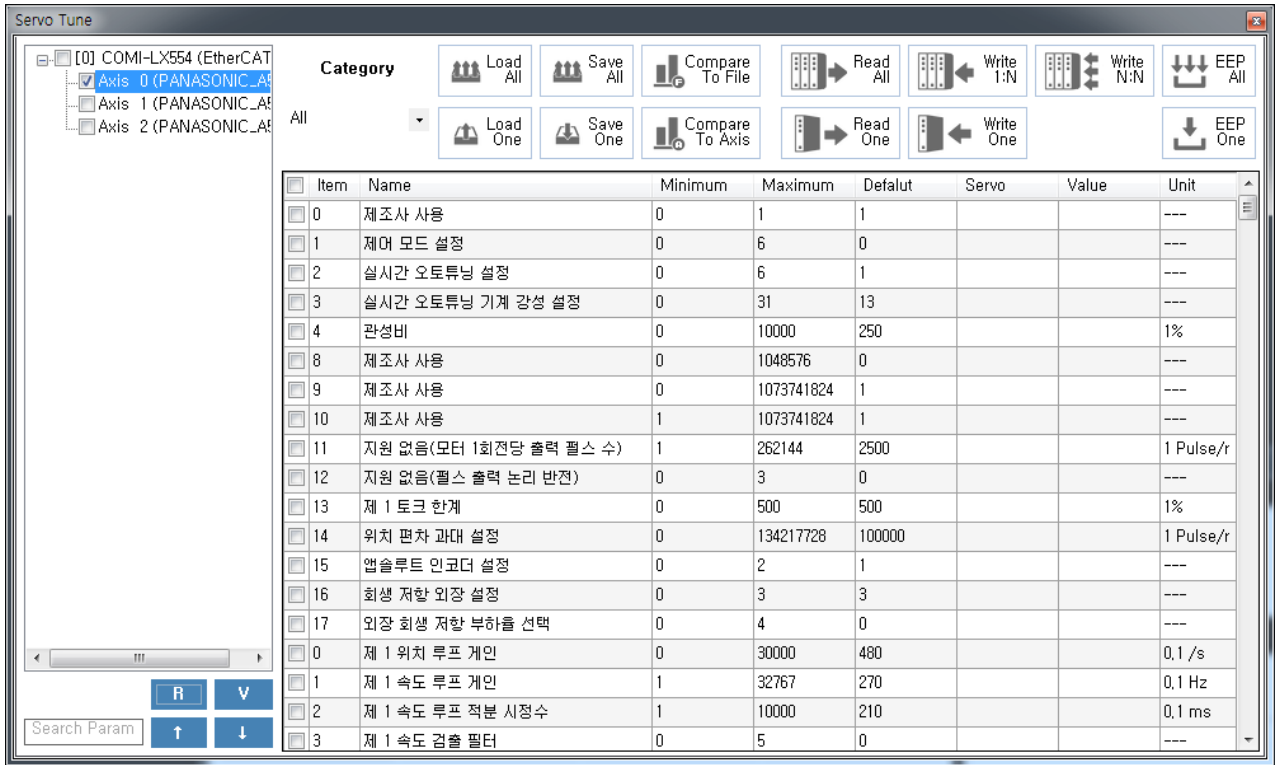 Servo Tune
[0] COMI-LX554 (EtherCAT
Axis 0 (PANASONIC_A5
Axis 1 (PANASONIC_A5
Axis 2 (PANASONIC_A5
Category
All
Load All
Save All
Compare To File
Read All
Write 1:N
Write N:N
EEP All
Load One
Save One
Compare To Axis
Read One
Write One
EEP One
Item Name Minimum Maximum Defalut Servo Value Unit
0 제조사 사용 0 1 1 ---
1 제어 모드 설정 0 6 0 ---
2 실시간 오토튜닝 설정 0 6 1 ---
3 실시간 오토튜닝 기계 강성 설정 0 31 13 ---
4 관성비 0 10000 250 1%
8 제조사 사용 0 1048576 0 ---
9 제조사 사용 0 1073741824 1 ---
10 제조사 사용 1 1073741824 1 ---
11 지원 없음(모터 1회전당 출력 펄스 수) 1 262144 2500 1 Pulse/r
12 지원 없음(펄스 출력 논리 반전) 0 3 0 ---
13 제 1 토크 한계 0 500 500 1%
14 위치 편차 과대 설정 0 134217728 100000 1 Pulse/r
15 앱솔루트 인코더 설정 0 2 1 ---
16 회생 저항 외장 설정 0 3 3 ---
17 외장 회생 저항 부하율 선택 0 4 0 ---
0 제 1 위치 루프 게인 0 30000 480 0.1 /s
1 제 1 속도 루프 게인 1 32767 270 0.1 Hz
2 제 1 속도 루프 적분 시정수 1 10000 210 0.1 ms
3 제 1 속도 검출 필터 0 5 0 ---
R V
Search Param ↑ ↓